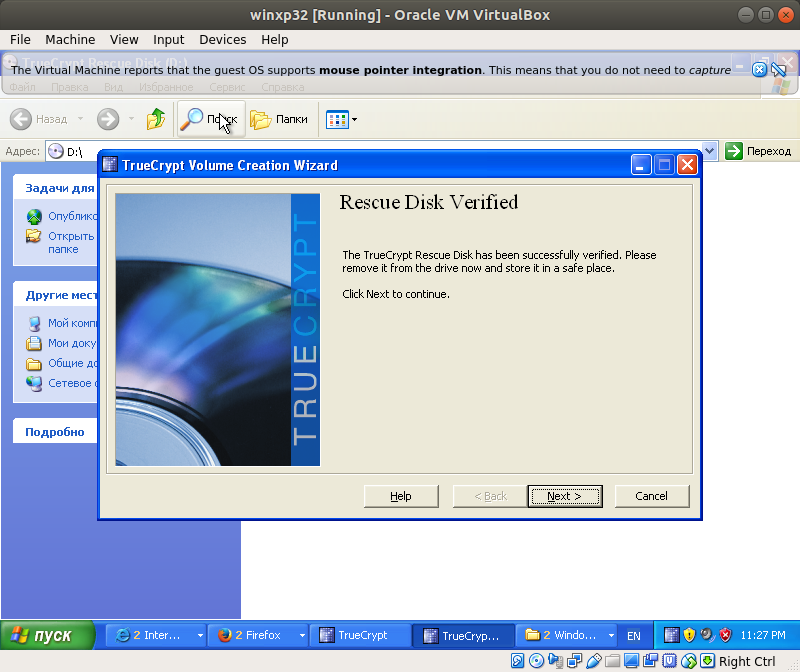 winxp32 [Running] - Oracle VM VirtualBox
File Machine View Input Devices Help
TrueCrypt Rescue Disk (D:)
The Virtual Machine reports that the guest OS supports mouse pointer integration. This means that you do not need to capture
Файл Правка Вид Избранное Сервис Справка
Назад Поиск Папки
Адрес: D:\ Переход
TrueCrypt Volume Creation Wizard
Задачи для
Опублико
Открыть
папке
Другие мест
Мой комп
Мои доку
Общие до
Сетевое о
Подробно
TRUECRYPT
Rescue Disk Verified
The TrueCrypt Rescue Disk has been successfully verified. Please
remove it from the drive now and store it in a safe place.
Click Next to continue.
Help < Back Next > Cancel
пуск 2 Inter... 2 Firefox TrueCrypt TrueCryp... 2 Windo... EN 11:27 PM
Right Ctrl